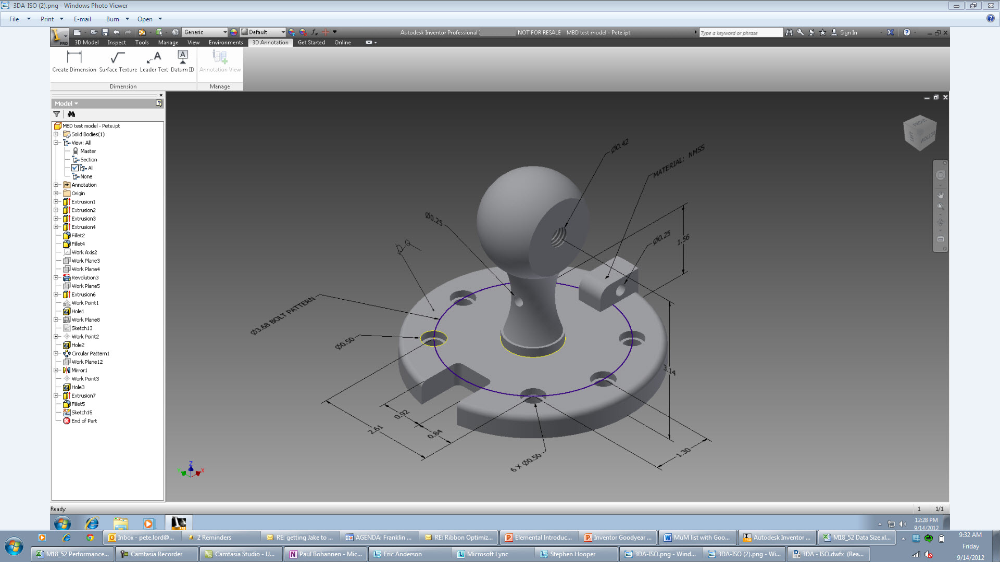 3DA-ISO (2).png - Windows Photo Viewer
File Print E-mail Burn Open
Generic Default Autodesk Inventor Professional NOT FOR RESALE MBD test model - Pete.ipt Type a keyword or phrase Sign In
PRO 3D Model Inspect Tools Manage View Environments 3D Annotation Get Started Online
Create Dimension Surface Texture Leader Text Datum ID Annotation View
Dimension Manage
Model
MBD test model - Pete.ipt
Solid Bodies(1)
View: All
Master
Section
All
None
Annotation
Origin
Extrusion1
Extrusion2
Extrusion3
Extrusion4
Fillet2
Fillet4
Work Axis2
Work Plane3
Work Plane4
Revolution3
Work Plane5
Extrusion6
Work Point1
Hole1
Work Plane8
Sketch13
Work Point2
Hole2
Circular Pattern1
Work Plane12
Mirror1
Work Point3
Hole3
Extrusion7
Fillet5
Sketch15
End of Part
FRONT
BOTTOM
Ø0.42
MATERIAL: NMSS
Ø0.25
Ø0.25
1.56
Ø3.68 BOLT PATTERN
Ø0.50
3.14
0.92
2.61
0.84
6 X Ø0.50
1.30
Z
X
Ready 1 1/1
12:28 PM
9/14/2012
Inbox - pete.lord@... 2 Reminders RE: getting Jake to ... AGENDA: Franklin ... RE: Ribbon Optimiz... Elemental Introduc... Inventor Goodyear ... MuM list with Goo... Autodesk Inventor ... M18_52 Data Size.xl... 9:32 AM
Friday
M18_52 Performance... Camtasia Recorder Camtasia Studio - U... Paul Bohannen - Mic... Eric Anderson Microsoft Lync Stephen Hooper 3DA-ISO.png - Wind... 3DA-ISO (2).png - Wi... 3DA - ISO.dwfx (Rea... 9/14/2012